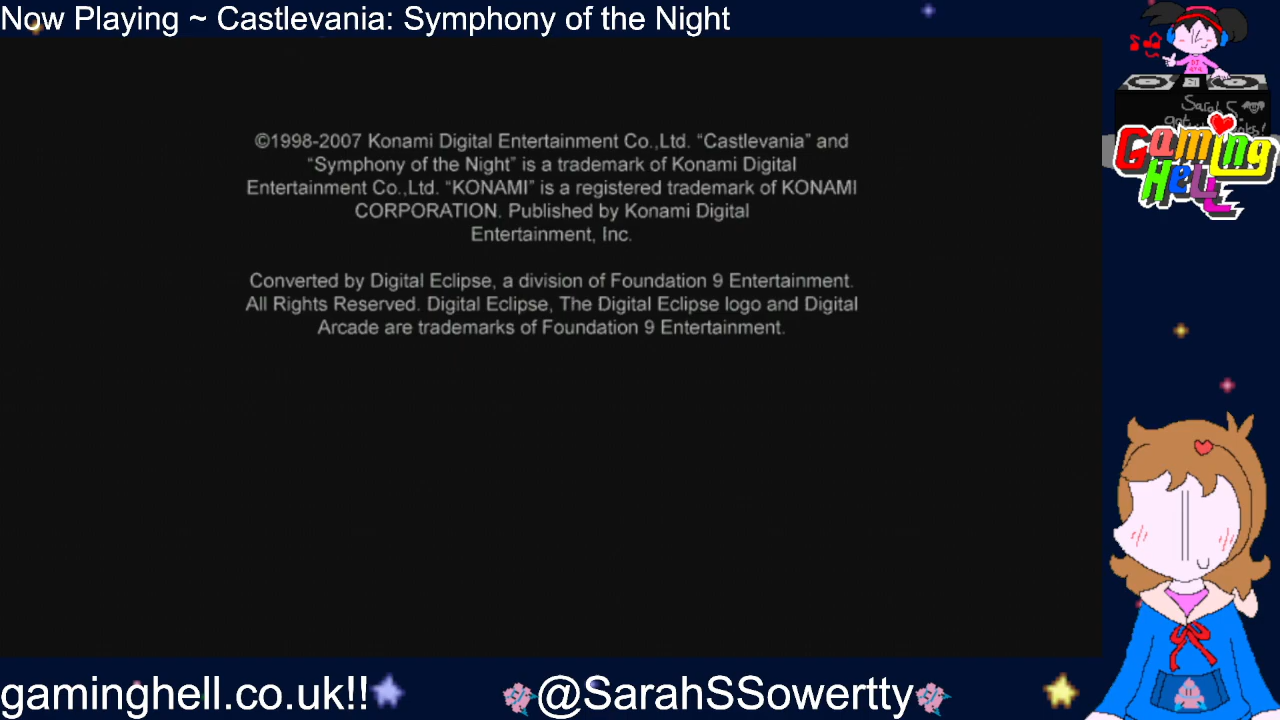 Now Playing ~ Castlevania: Symphony of the Night
©1998-2007 Konami Digital Entertainment Co.,Ltd. “Castlevania” and
“Symphony of the Night” is a trademark of Konami Digital
Entertainment Co.,Ltd. “KONAMI” is a registered trademark of KONAMI
CORPORATION. Published by Konami Digital
Entertainment, Inc.
Converted by Digital Eclipse, a division of Foundation 9 Entertainment.
All Rights Reserved. Digital Eclipse, The Digital Eclipse logo and Digital
Arcade are trademarks of Foundation 9 Entertainment.
Sarah S
Gaming
Hell
gaminghell.co.uk!!
@SarahSSowertty